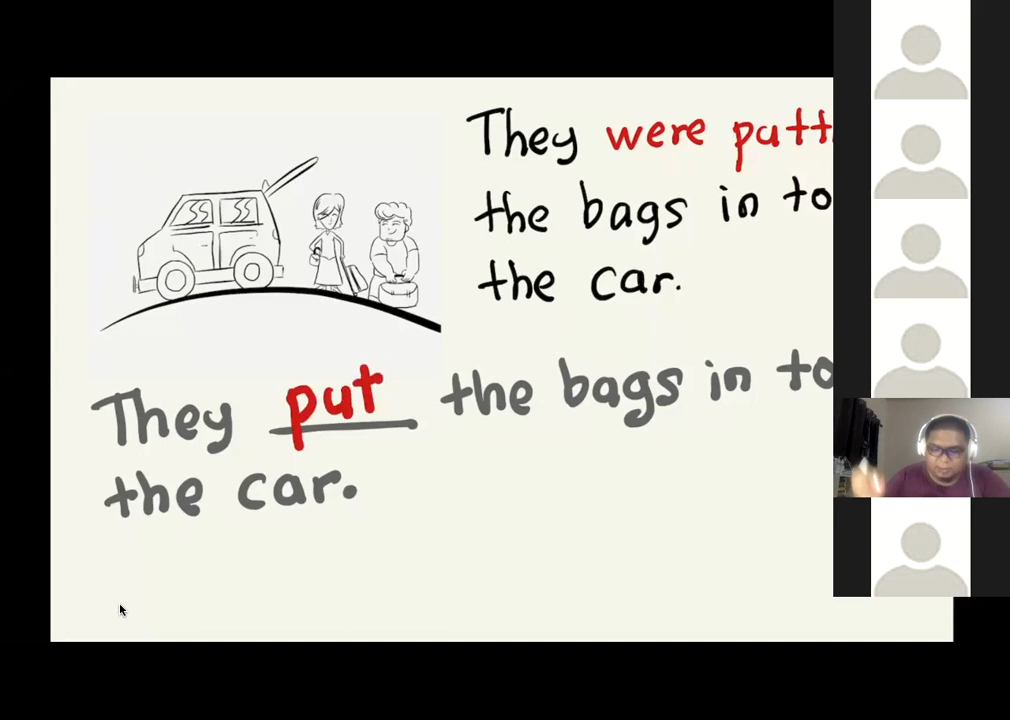 They were putt
the bags in to
the car.
They put the bags in to
the car.